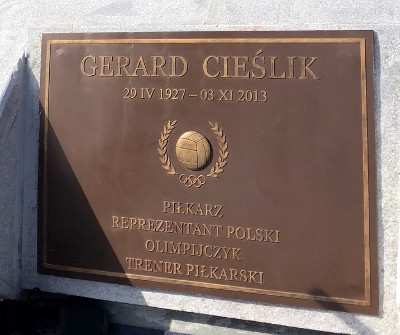 GERARD CIEŚLIK
29 IV 1927 – 03 XI 2013
PIŁKARZ
REPREZENTANT POLSKI
OLIMPIJCZYK
TRENER PIŁKARSKI